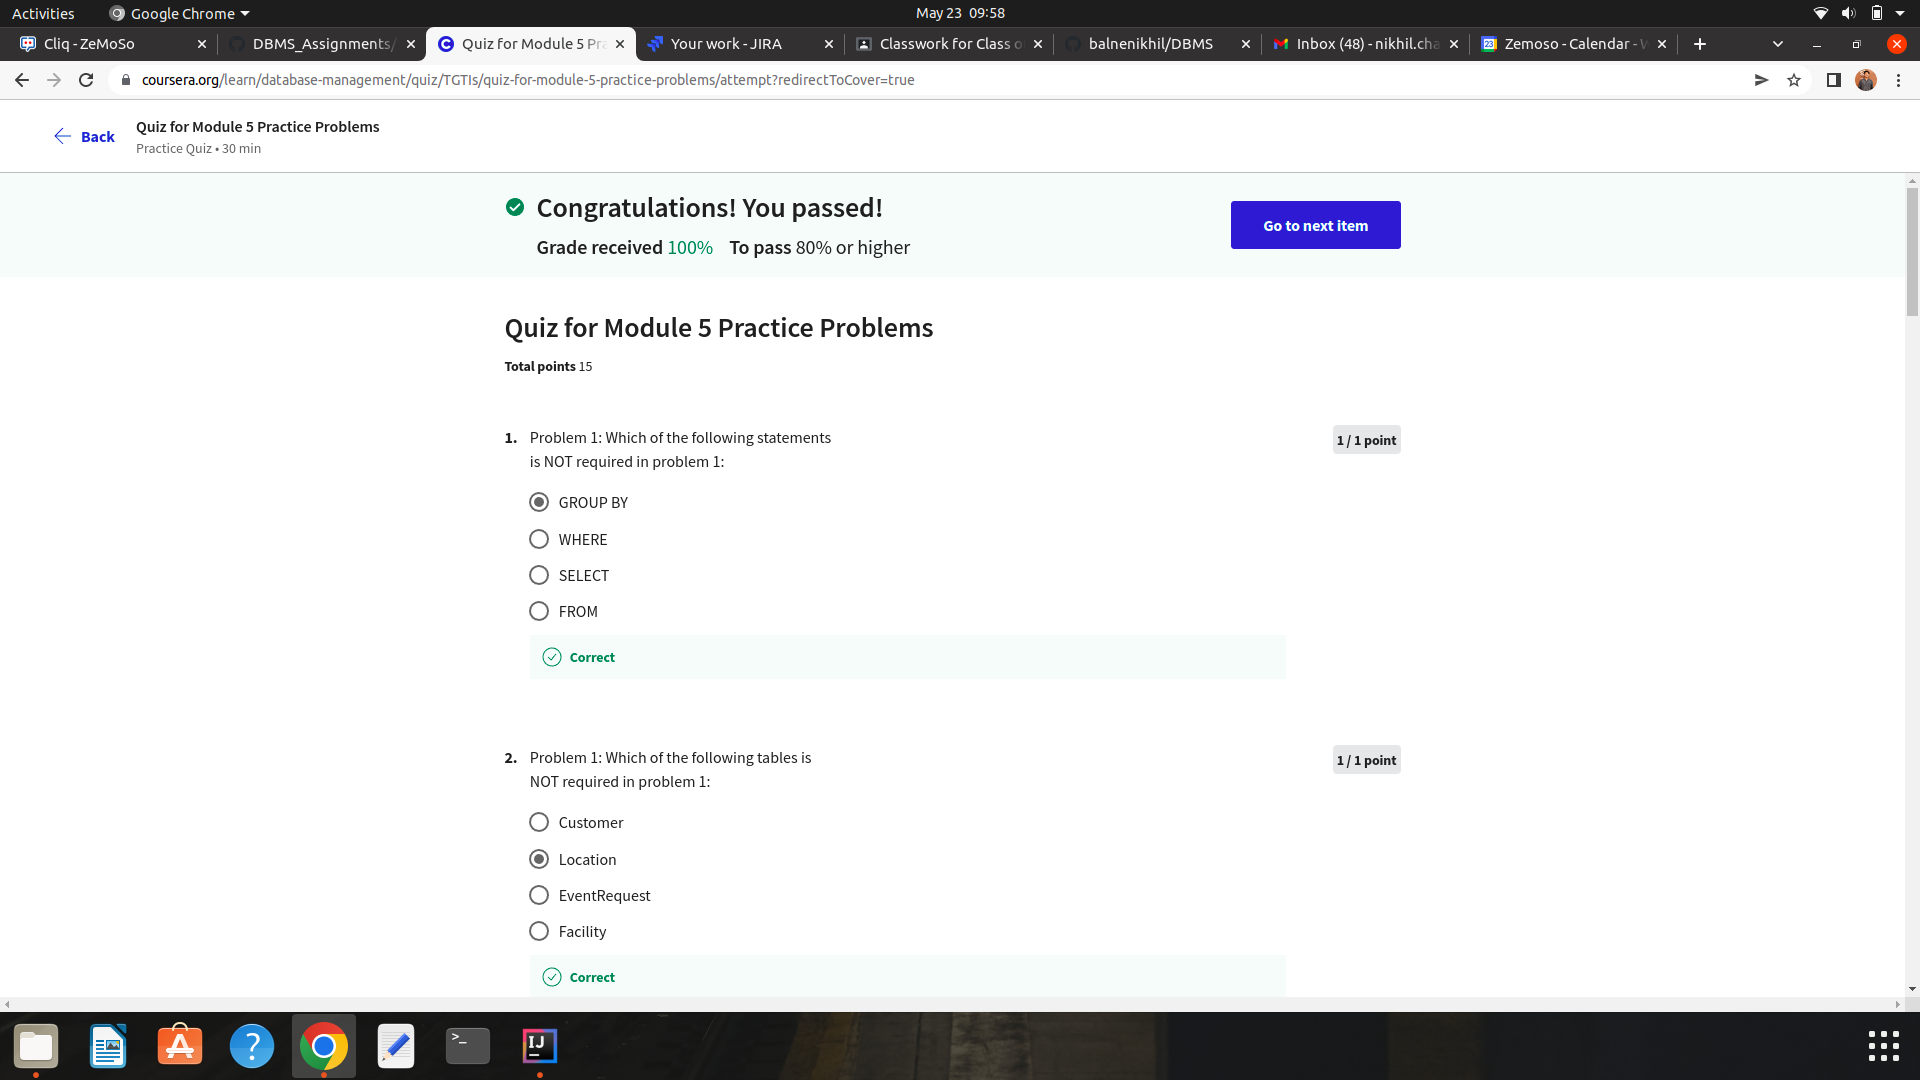 Activities
Google Chrome
May 23 09:58
Cliq - ZeMoSo
DBMS_Assignments/
Quiz for Module 5 Pra
Your work - JIRA
Classwork for Class o
balnenikhil/DBMS
Inbox (48) - nikhil.cha
Zemoso - Calendar - W
coursera.org/learn/database-management/quiz/TGTIs/quiz-for-module-5-practice-problems/attempt?redirectToCover=true
Back
Quiz for Module 5 Practice Problems
Practice Quiz • 30 min
Congratulations! You passed!
Grade received 100% To pass 80% or higher
Go to next item
Quiz for Module 5 Practice Problems
Total points 15
1. Problem 1: Which of the following statements
is NOT required in problem 1:
1 / 1 point
GROUP BY
WHERE
SELECT
FROM
Correct
2. Problem 1: Which of the following tables is
NOT required in problem 1:
1 / 1 point
Customer
Location
EventRequest
Facility
Correct